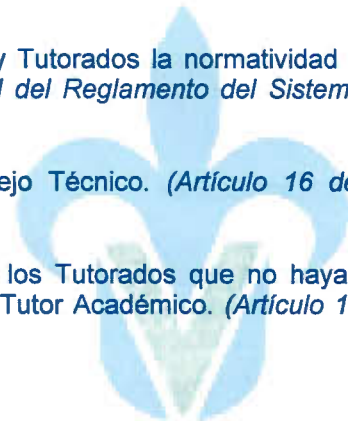 y Tutorados la normatividad
del Reglamento del Sistem
ejo Técnico. (Artículo 16 de
los Tutorados que no haya
Tutor Académico. (Artículo 1